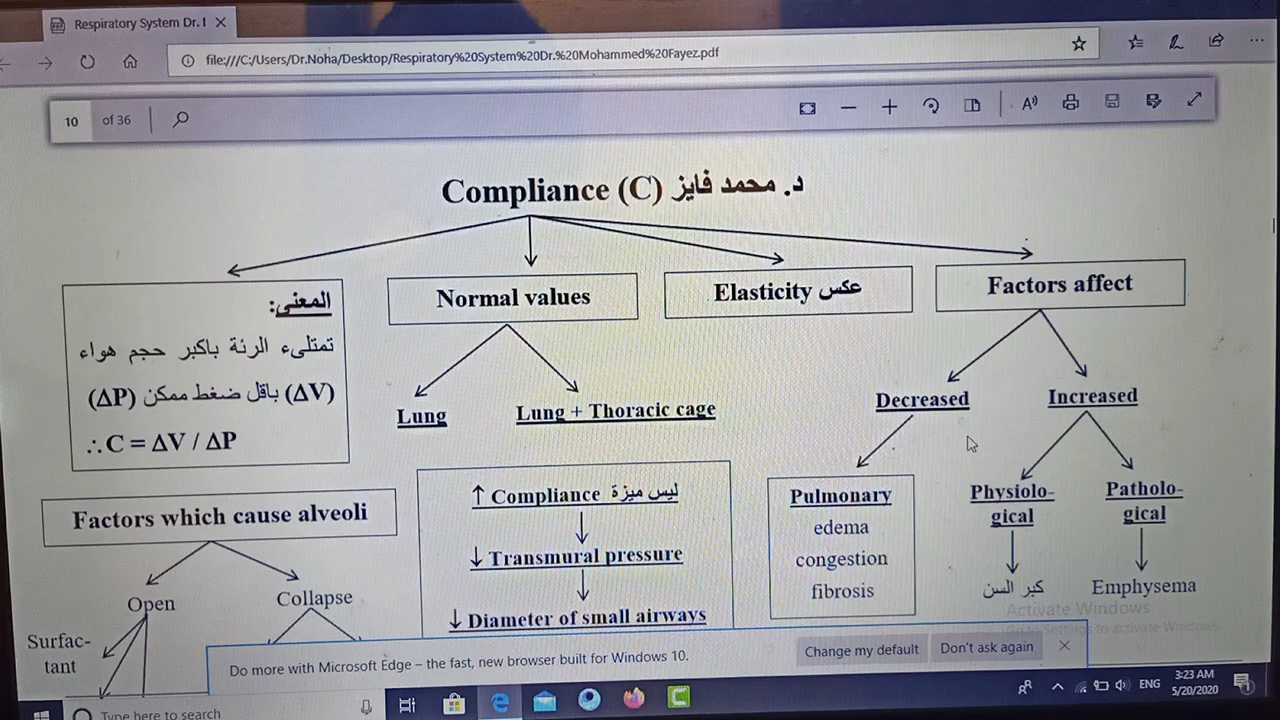 Respiratory System Dr. I
file:///C:/Users/Dr.Noha/Desktop/Respiratory%20System%20Dr.%20Mohammed%20Fayez.pdf
10 of 36
Compliance (C) د. محمد فايز
المعنى:
تمتلىء الرئة باكبر حجم هواء
(ΔV) باقل ضغط ممكن (ΔP)
∴C = ΔV / ΔP
Normal values
Elasticity عكس
Factors affect
Lung
Lung + Thoracic cage
Decreased
Increased
Factors which cause alveoli
Open
Collapse
Surfac-
tant
↑ Compliance ليس ميزة
↓ Transmural pressure
↓ Diameter of small airways
Pulmonary
edema
congestion
fibrosis
Physiolo-
gical
كبر السن
Patholo-
gical
Emphysema
Activate Windows
to activate Windows.
Do more with Microsoft Edge – the fast, new browser built for Windows 10.
Change my default
Don't ask again
Type here to search
ENG
3:23 AM
5/20/2020
1